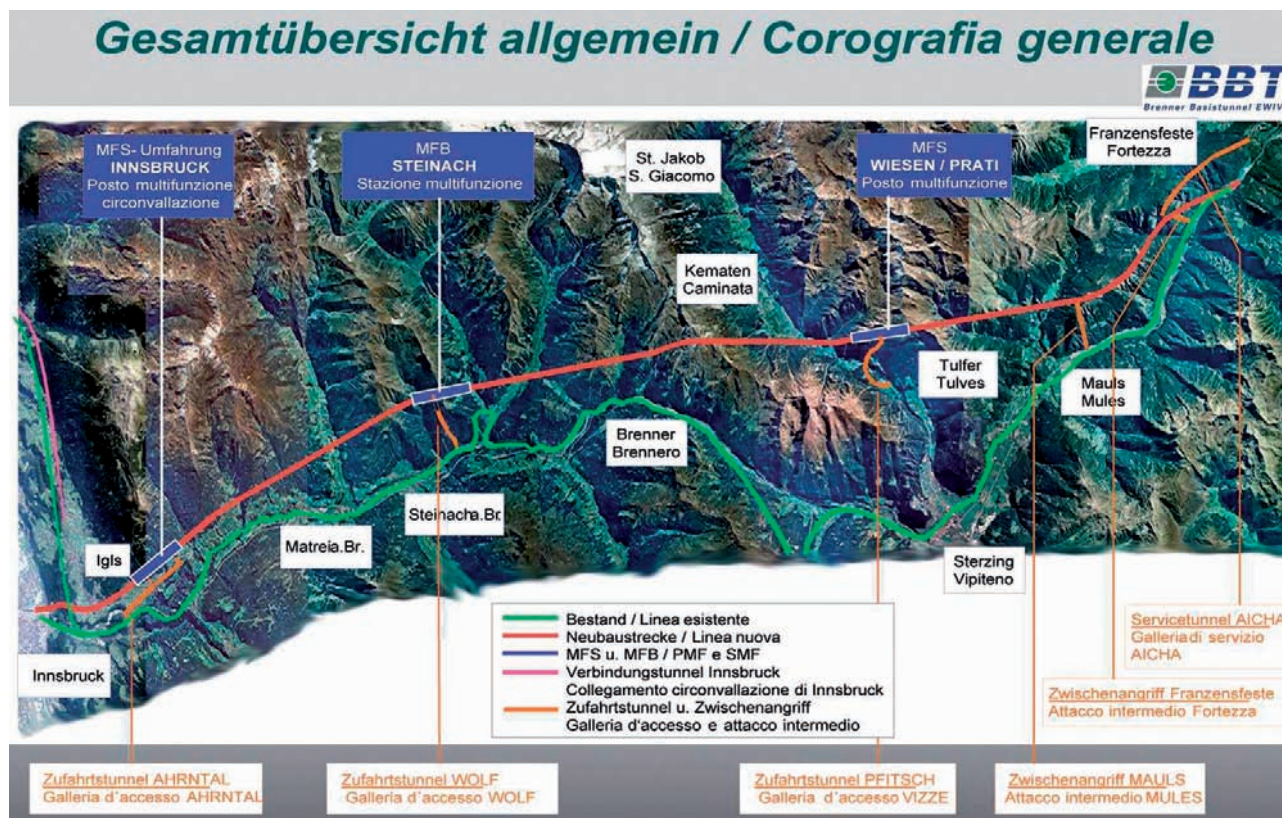 Gesamtübersicht allgemein / Corografia generale
BBT
Brenner Basistunnel EWIV
MFS- Umfahrung
INNSBRUCK
Posto multifunzione
circonvallazione
MFB
STEINACH
Stazione multifunzione
St. Jakob
S. Giacomo
MFS
WIESEN / PRATI
Posto multifunzione
Franzensfeste
Fortezza
Kematen
Caminata
Tulfer
Tulves
Mauls
Mules
Brenner
Brennero
Steinacha.Br.
Matreia.Br.
Igls
Innsbruck
Sterzing
Vipiteno
Bestand / Linea esistente
Neubaustrecke / Linea nuova
MFS u. MFB / PMF e SMF
Verbindungstunnel Innsbruck
Collegamento circonvallazione di Innsbruck
Zufahrtstunnel u. Zwischenangriff
Galleria d'accesso e attacco intermedio
Servicetunnel AICHA
Galleria di servizio
AICHA
Zwischenangriff Franzensfeste
Attacco intermedio Fortezza
Zufahrtstunnel AHRNTAL
Galleria d'accesso AHRNTAL
Zufahrtstunnel WOLF
Galleria d'accesso WOLF
Zufahrtstunnel PFITSCH
Galleria d'accesso VIZZE
Zwischenangriff MAULS
Attacco intermedio MULES